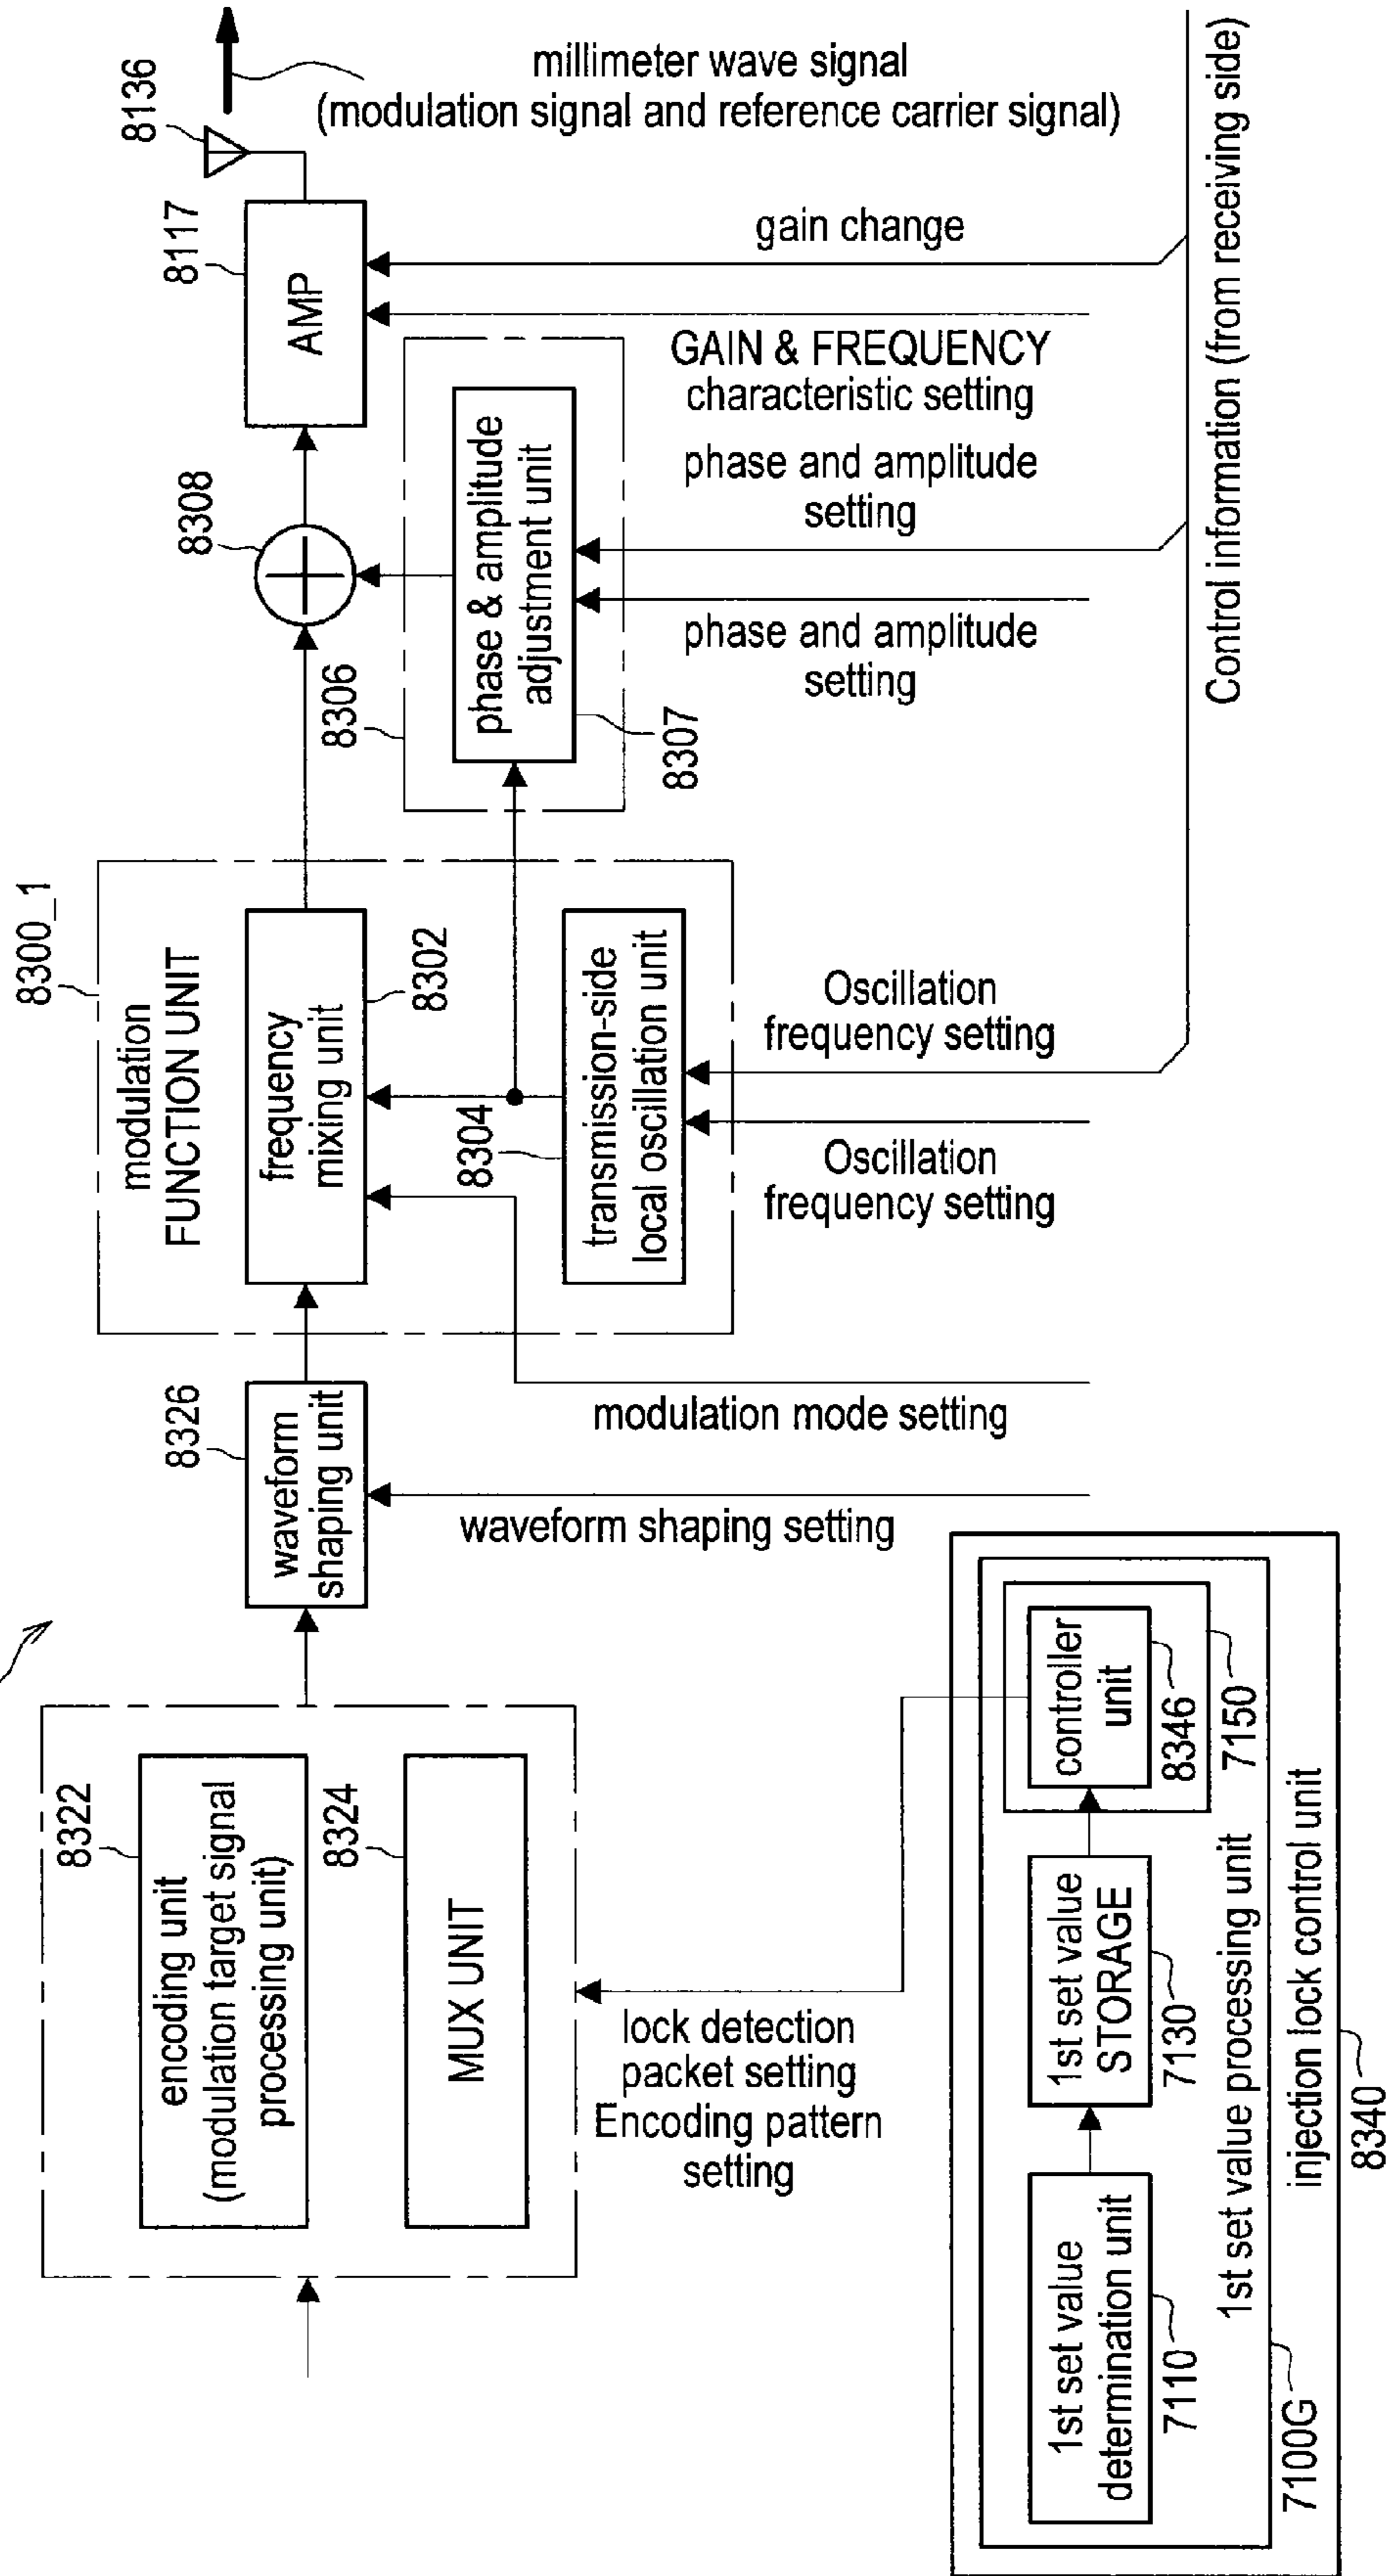 8322
encoding unit
(modulation target signal
processing unit)
8324
MUX UNIT
lock detection
packet setting
Encoding pattern
setting
8326
waveform
shaping unit
waveform shaping setting
modulation mode setting
8300_1
modulation
FUNCTION UNIT
frequency
mixing unit
8302
8304
transmission-side
local oscillation unit
Oscillation
frequency setting
Oscillation
frequency setting
8306
phase & amplitude
adjustment unit
8307
phase and amplitude
setting
phase and amplitude
setting
8308
8117
AMP
GAIN & FREQUENCY
characteristic setting
gain change
8136
millimeter wave signal
(modulation signal and reference carrier signal)
Control information (from receiving side)
1st set value
determination unit
7110
1st set value
STORAGE
7130
controller
unit
8346
7150
1st set value processing unit
7100G
injection lock control unit
8340